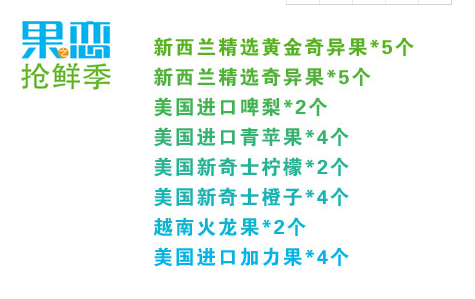 果之恋
抢鲜季
新西兰精选黄金奇异果*5个
新西兰精选奇异果*5个
美国进口啤梨*2个
美国进口青苹果*4个
美国新奇士柠檬*2个
美国新奇士橙子*4个
越南火龙果*2个
美国进口加力果*4个